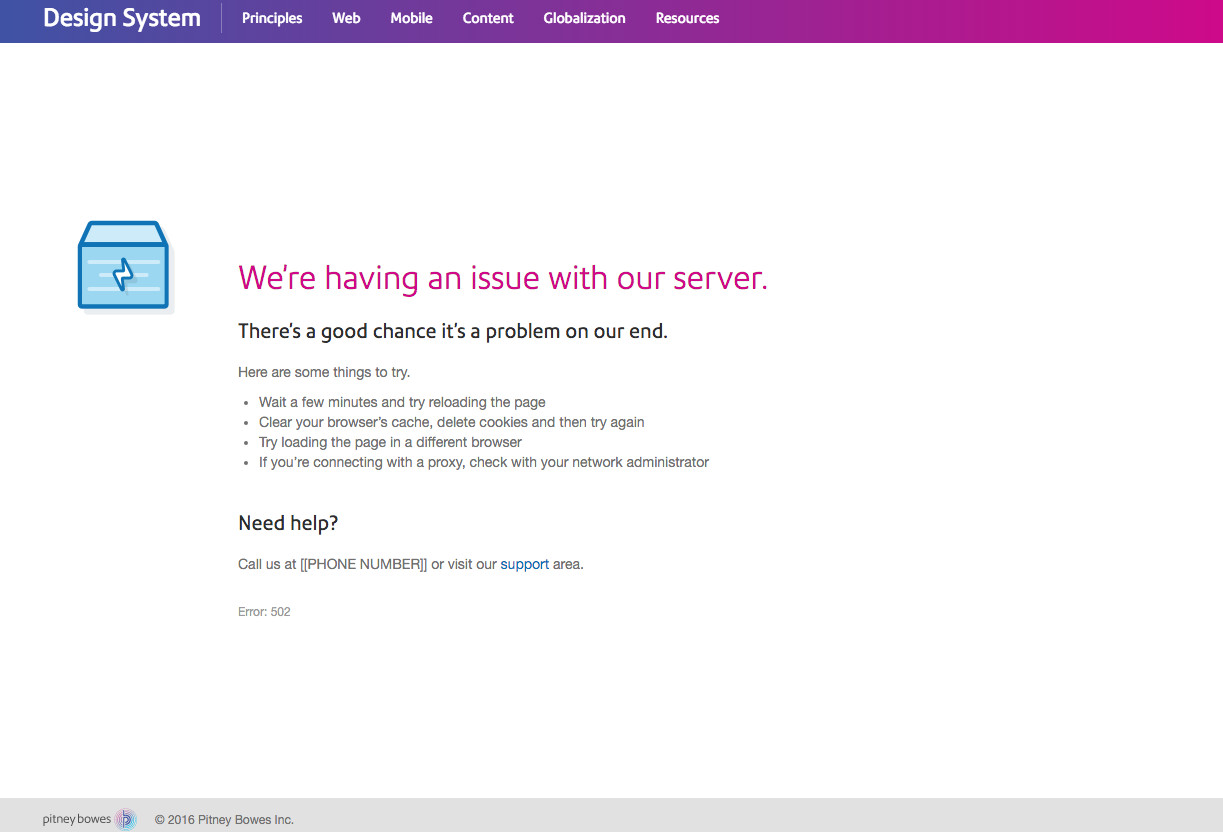 Design System
Principles Web Mobile Content Globalization Resources
We're having an issue with our server.
There's a good chance it's a problem on our end.
Here are some things to try.
• Wait a few minutes and try reloading the page
• Clear your browser's cache, delete cookies and then try again
• Try loading the page in a different browser
• If you're connecting with a proxy, check with your network administrator
Need help?
Call us at [[PHONE NUMBER]] or visit our support area.
Error: 502
pitney bowes © 2016 Pitney Bowes Inc.